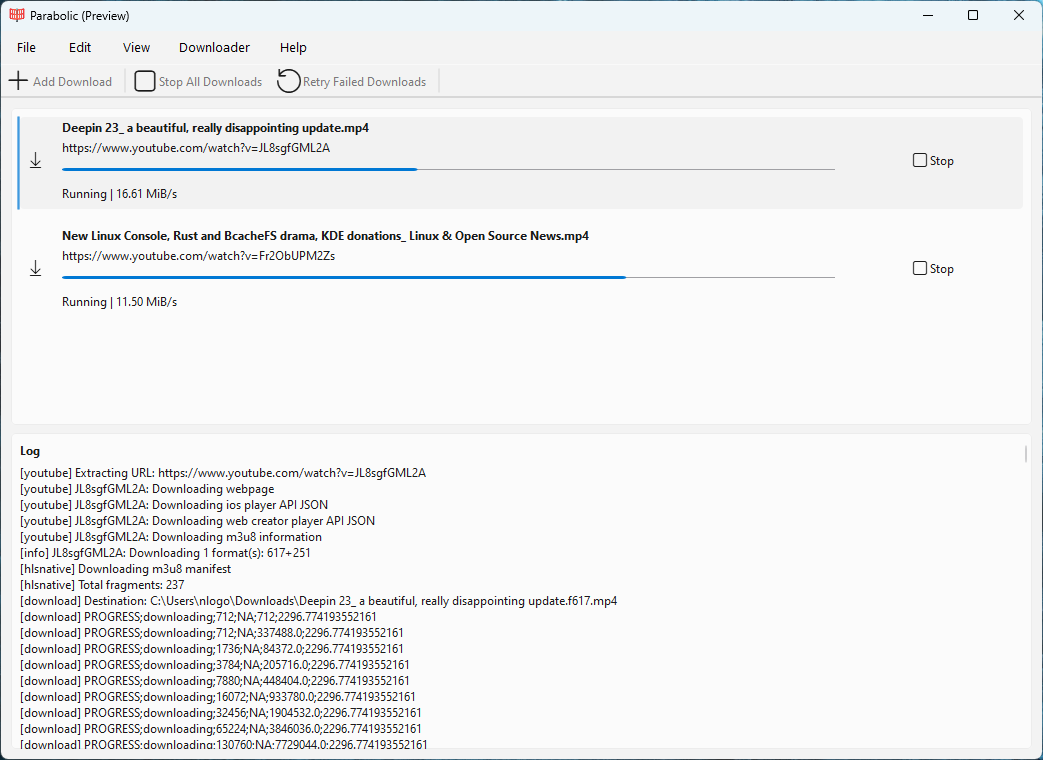 Parabolic (Preview)
File Edit View Downloader Help
Add Download Stop All Downloads Retry Failed Downloads
Deepin 23_ a beautiful, really disappointing update.mp4
https://www.youtube.com/watch?v=JL8sgfGML2A
Stop
Running | 16.61 MiB/s
New Linux Console, Rust and BcacheFS drama, KDE donations_ Linux & Open Source News.mp4
https://www.youtube.com/watch?v=Fr2ObUPM2Zs
Stop
Running | 11.50 MiB/s
Log
[youtube] Extracting URL: https://www.youtube.com/watch?v=JL8sgfGML2A
[youtube] JL8sgfGML2A: Downloading webpage
[youtube] JL8sgfGML2A: Downloading ios player API JSON
[youtube] JL8sgfGML2A: Downloading web creator player API JSON
[youtube] JL8sgfGML2A: Downloading m3u8 information
[info] JL8sgfGML2A: Downloading 1 format(s): 617+251
[hlsnative] Downloading m3u8 manifest
[hlsnative] Total fragments: 237
[download] Destination: C:\Users\nlogo\Downloads\Deepin 23_ a beautiful, really disappointing update.f617.mp4
[download] PROGRESS;downloading;712;NA;712;2296.774193552161
[download] PROGRESS;downloading;712;NA;337488.0;2296.774193552161
[download] PROGRESS;downloading;1736;NA;84372.0;2296.774193552161
[download] PROGRESS;downloading;3784;NA;205716.0;2296.774193552161
[download] PROGRESS;downloading;7880;NA;448404.0;2296.774193552161
[download] PROGRESS;downloading;16072;NA;933780.0;2296.774193552161
[download] PROGRESS;downloading;32456;NA;1904532.0;2296.774193552161
[download] PROGRESS;downloading;65224;NA;3846036.0;2296.774193552161
[download] PROGRESS;downloading;130760;NA;7729044.0;2296.774193552161